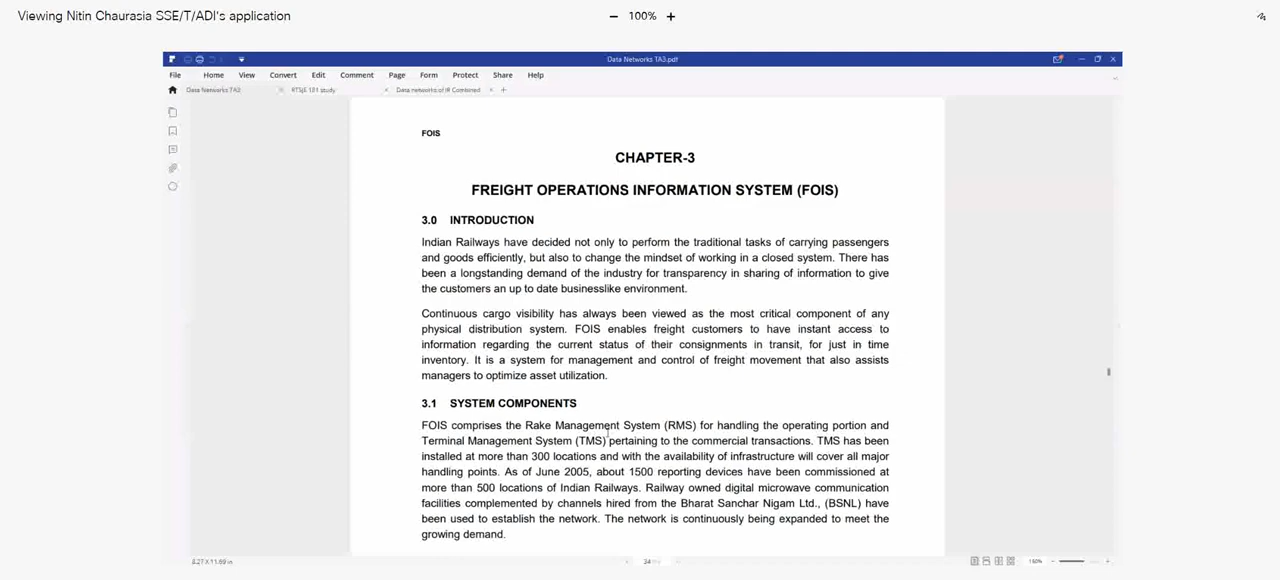 Viewing Nitin Chaurasia SSE/T/ADI's application
100%
Data Networks TA3.pdf
File Home View Convert Edit Comment Page Form Protect Share Help
Data Networks TA2 RTSJE 181 study Data networks of IR Combined
FOIS
CHAPTER-3
FREIGHT OPERATIONS INFORMATION SYSTEM (FOIS)
3.0 INTRODUCTION
Indian Railways have decided not only to perform the traditional tasks of carrying passengers
and goods efficiently, but also to change the mindset of working in a closed system. There has
been a longstanding demand of the industry for transparency in sharing of information to give
the customers an up to date businesslike environment.
Continuous cargo visibility has always been viewed as the most critical component of any
physical distribution system. FOIS enables freight customers to have instant access to
information regarding the current status of their consignments in transit, for just in time
inventory. It is a system for management and control of freight movement that also assists
managers to optimize asset utilization.
3.1 SYSTEM COMPONENTS
FOIS comprises the Rake Management System (RMS) for handling the operating portion and
Terminal Management System (TMS) pertaining to the commercial transactions. TMS has been
installed at more than 300 locations and with the availability of infrastructure will cover all major
handling points. As of June 2005, about 1500 reporting devices have been commissioned at
more than 500 locations of Indian Railways. Railway owned digital microwave communication
facilities complemented by channels hired from the Bharat Sanchar Nigam Ltd., (BSNL) have
been used to establish the network. The network is continuously being expanded to meet the
growing demand.
8.27 X 11.69 in 34 150%